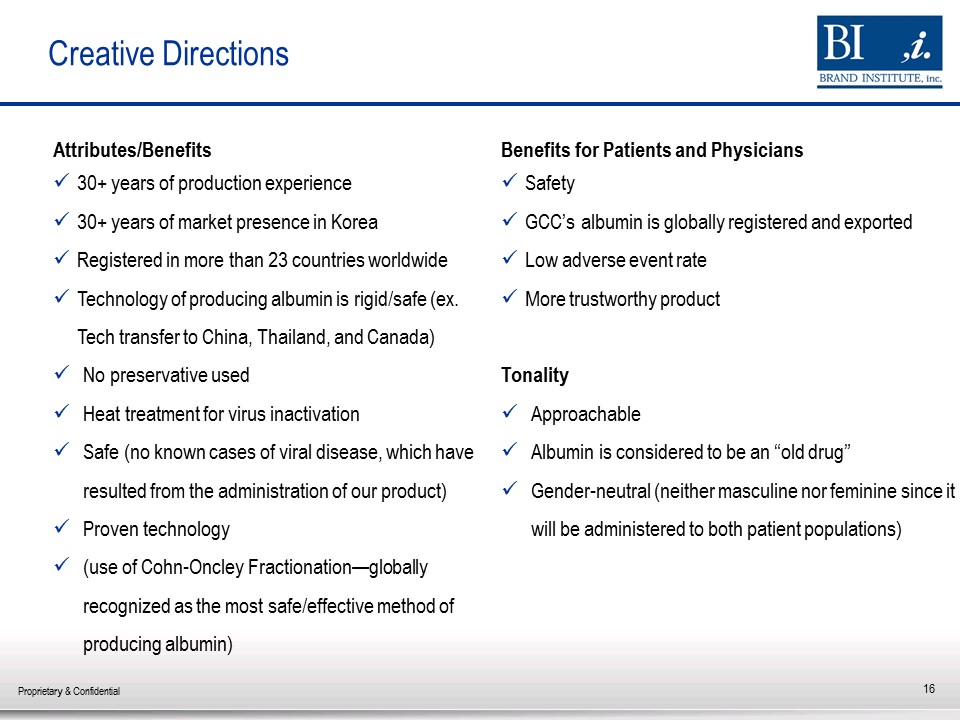 Creative Directions
BI ,i.
BRAND INSTITUTE, inc.
Attributes/Benefits
30+ years of production experience
30+ years of market presence in Korea
Registered in more than 23 countries worldwide
Technology of producing albumin is rigid/safe (ex.
Tech transfer to China, Thailand, and Canada)
No preservative used
Heat treatment for virus inactivation
Safe (no known cases of viral disease, which have
resulted from the administration of our product)
Proven technology
(use of Cohn-Oncley Fractionation—globally
recognized as the most safe/effective method of
producing albumin)
Benefits for Patients and Physicians
Safety
GCC’s albumin is globally registered and exported
Low adverse event rate
More trustworthy product
Tonality
Approachable
Albumin is considered to be an “old drug”
Gender-neutral (neither masculine nor feminine since it
will be administered to both patient populations)
Proprietary & Confidential
16